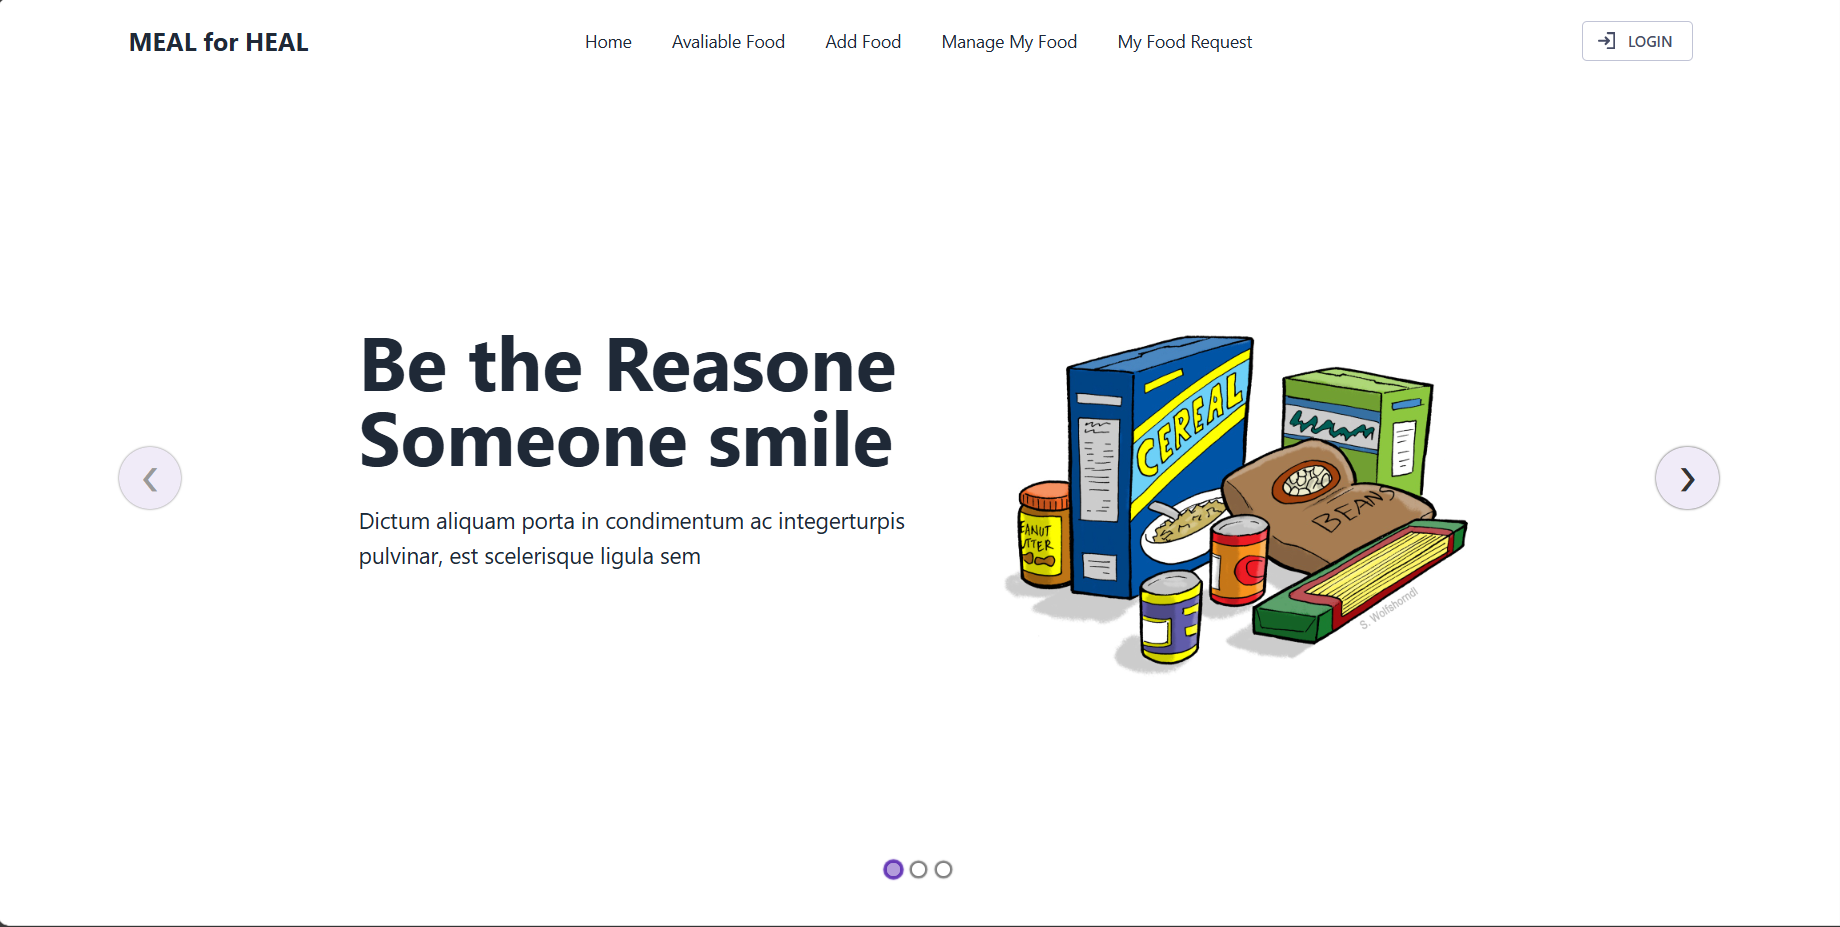 MEAL for HEAL
Home
Avaliable Food
Add Food
Manage My Food
My Food Request
LOGIN
Be the Reasone
Someone smile
Dictum aliquam porta in condimentum ac integerturpis
pulvinar, est scelerisque ligula sem
CEREAL
BEANS
EANUT
UTTER
C
E
S. Wolfshorndl